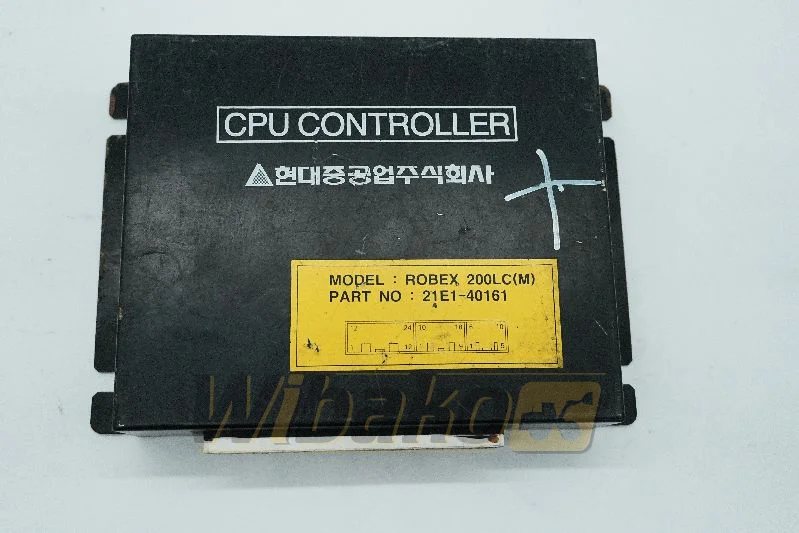 CPU CONTROLLER
현대중공업주식회사
MODEL : ROBEX 200LC(M)
PART NO : 21E1-40161
Wibako